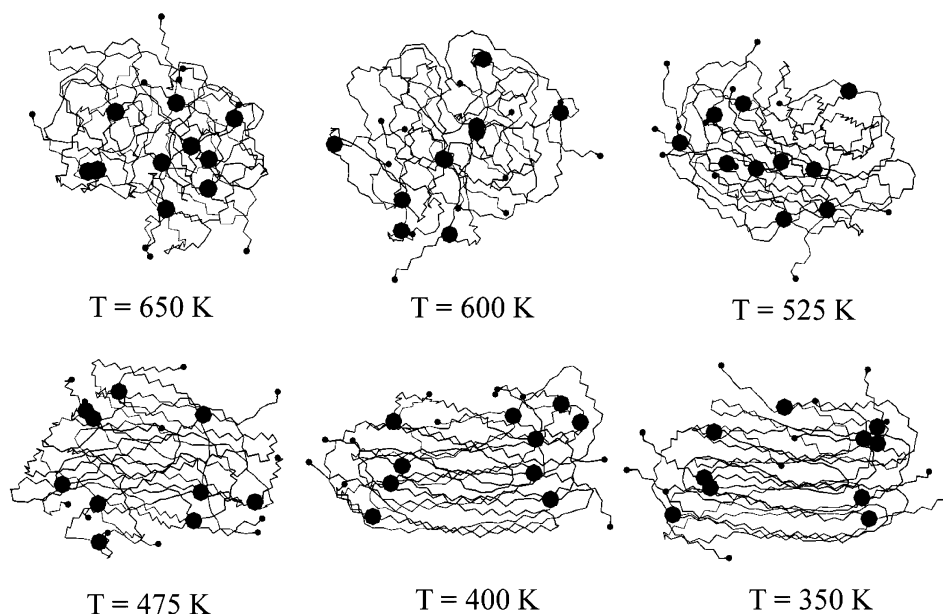 T = 650 K
T = 600 K
T = 525 K
T = 475 K
T = 400 K
T = 350 K